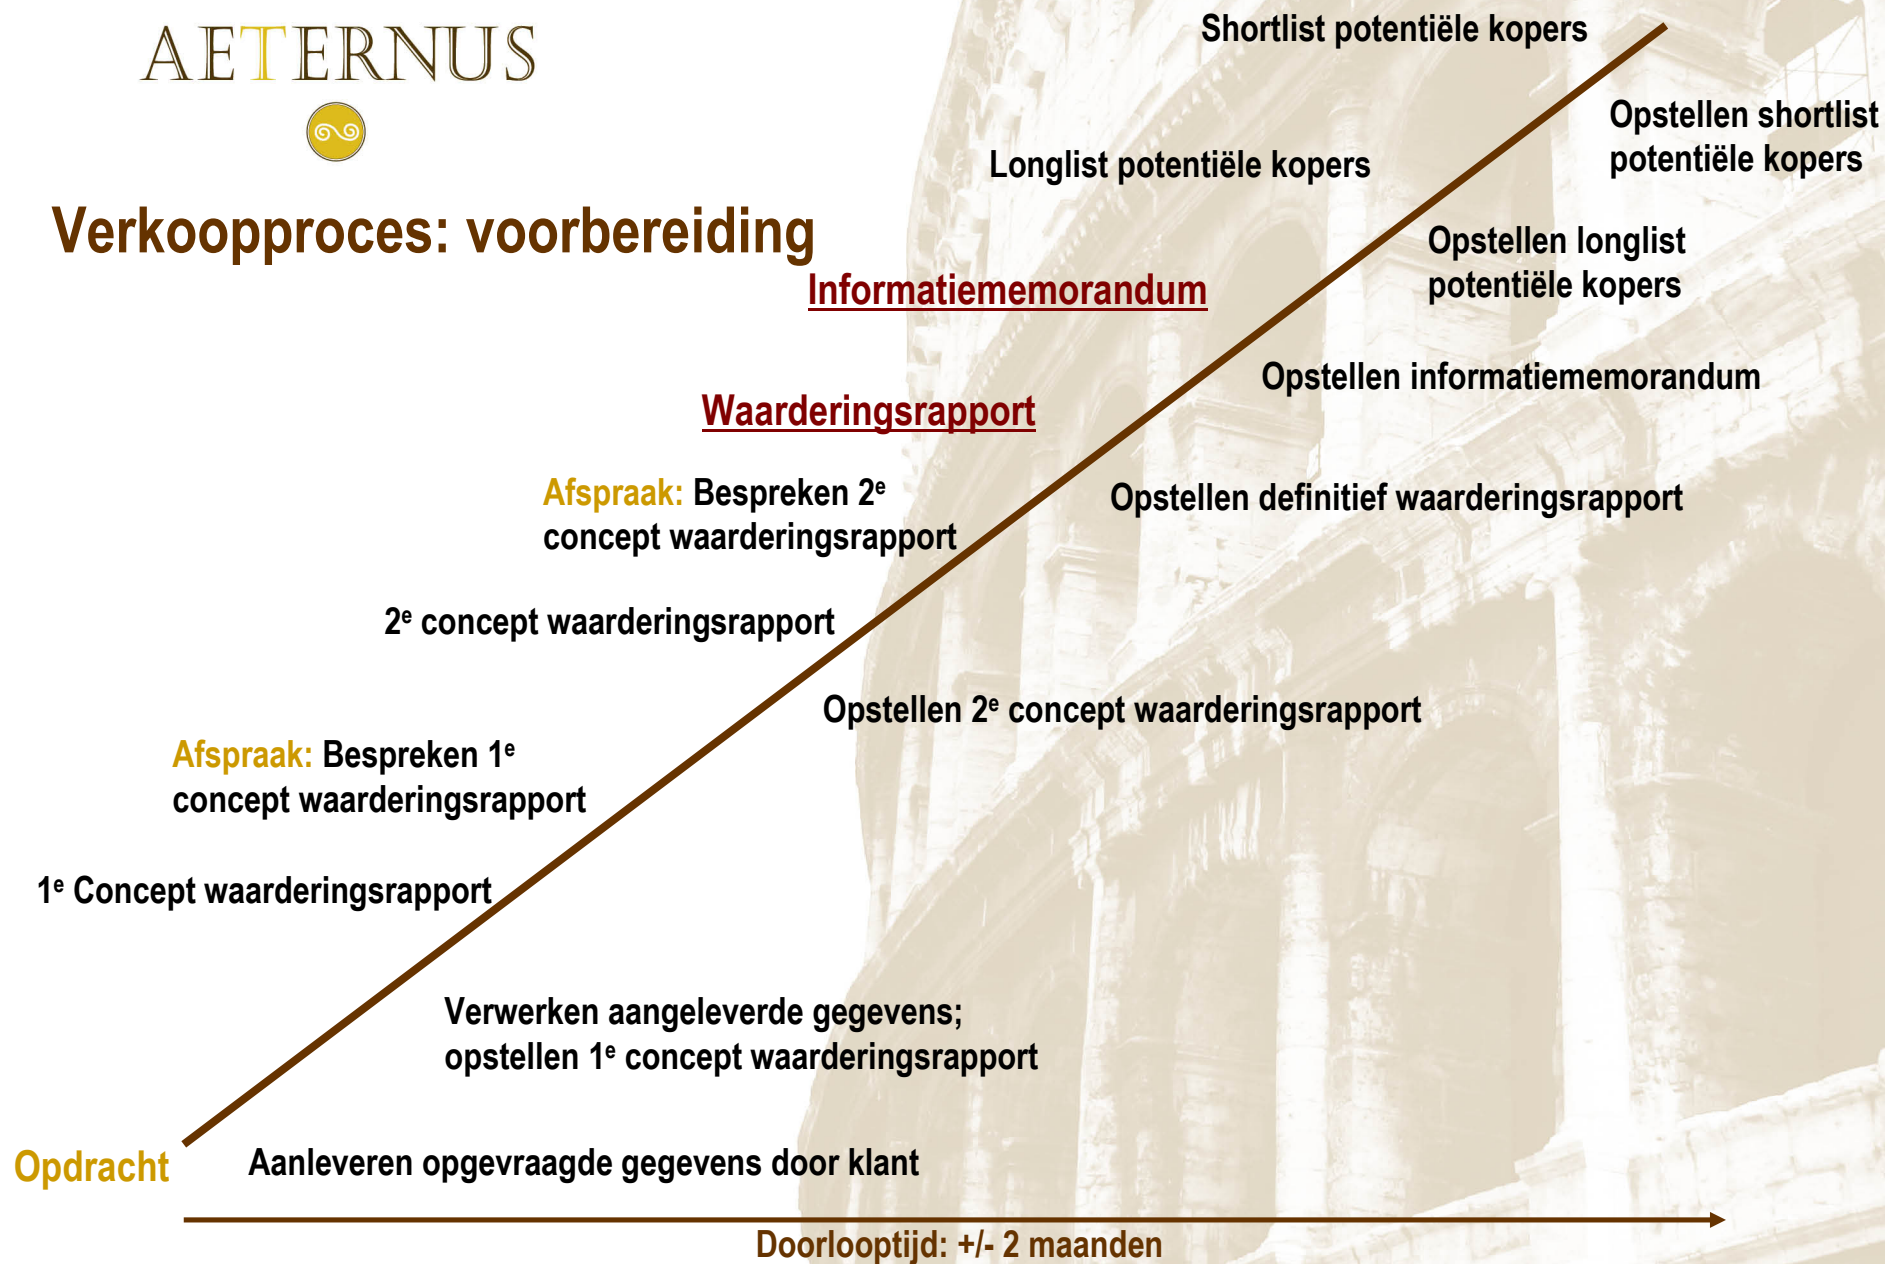 AETERNUS
Shortlist potentiële kopers
Opstellen shortlist
potentiële kopers
Longlist potentiële kopers
Verkoopproces: voorbereiding
Opstellen longlist
potentiële kopers
Informatiememorandum
Opstellen informatiememorandum
Waarderingsrapport
Afspraak: Bespreken 2e
concept waarderingsrapport
Opstellen definitief waarderingsrapport
2e concept waarderingsrapport
Opstellen 2e concept waarderingsrapport
Afspraak: Bespreken 1e
concept waarderingsrapport
1e Concept waarderingsrapport
Verwerken aangeleverde gegevens;
opstellen 1e concept waarderingsrapport
Opdracht
Aanleveren opgevraagde gegevens door klant
Doorlooptijd: +/- 2 maanden